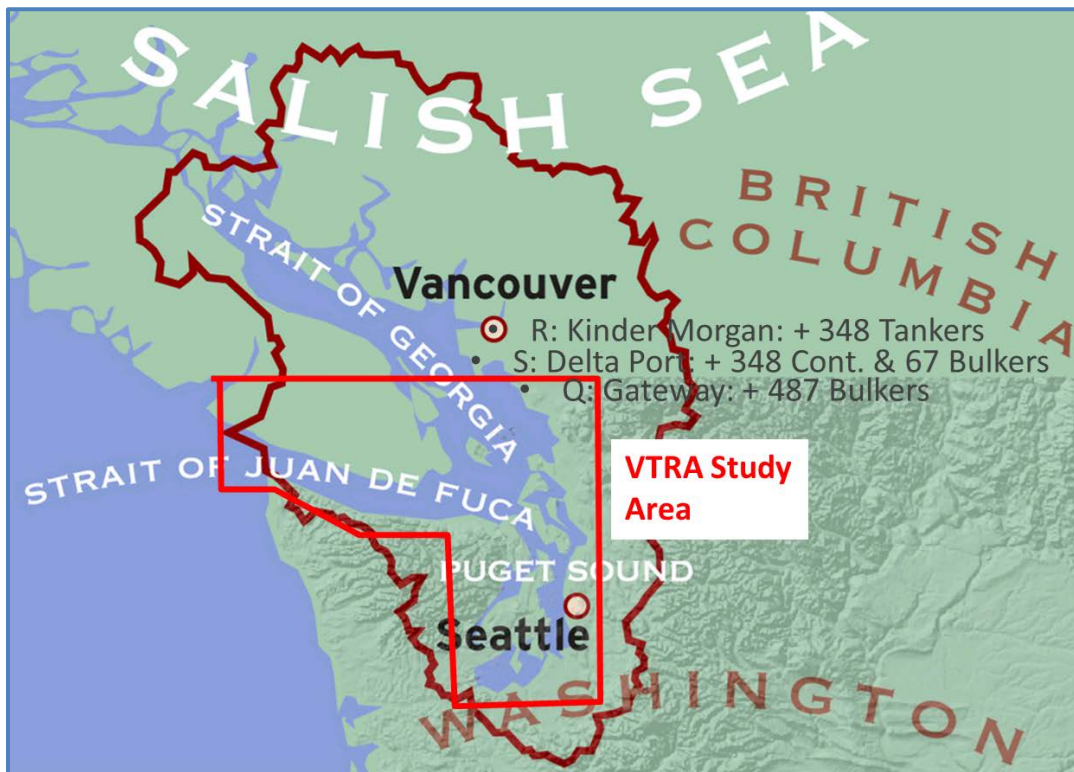 SALISH SEA
BRITISH
COLUMBIA
STRAIT OF GEORGIA
Vancouver
R: Kinder Morgan: + 348 Tankers
• S: Delta Port: + 348 Cont. & 67 Bulkers
• Q: Gateway: + 487 Bulkers
STRAIT OF JUAN DE FUCA
VTRA Study
Area
PUGET SOUND
Seattle
WASHINGTON